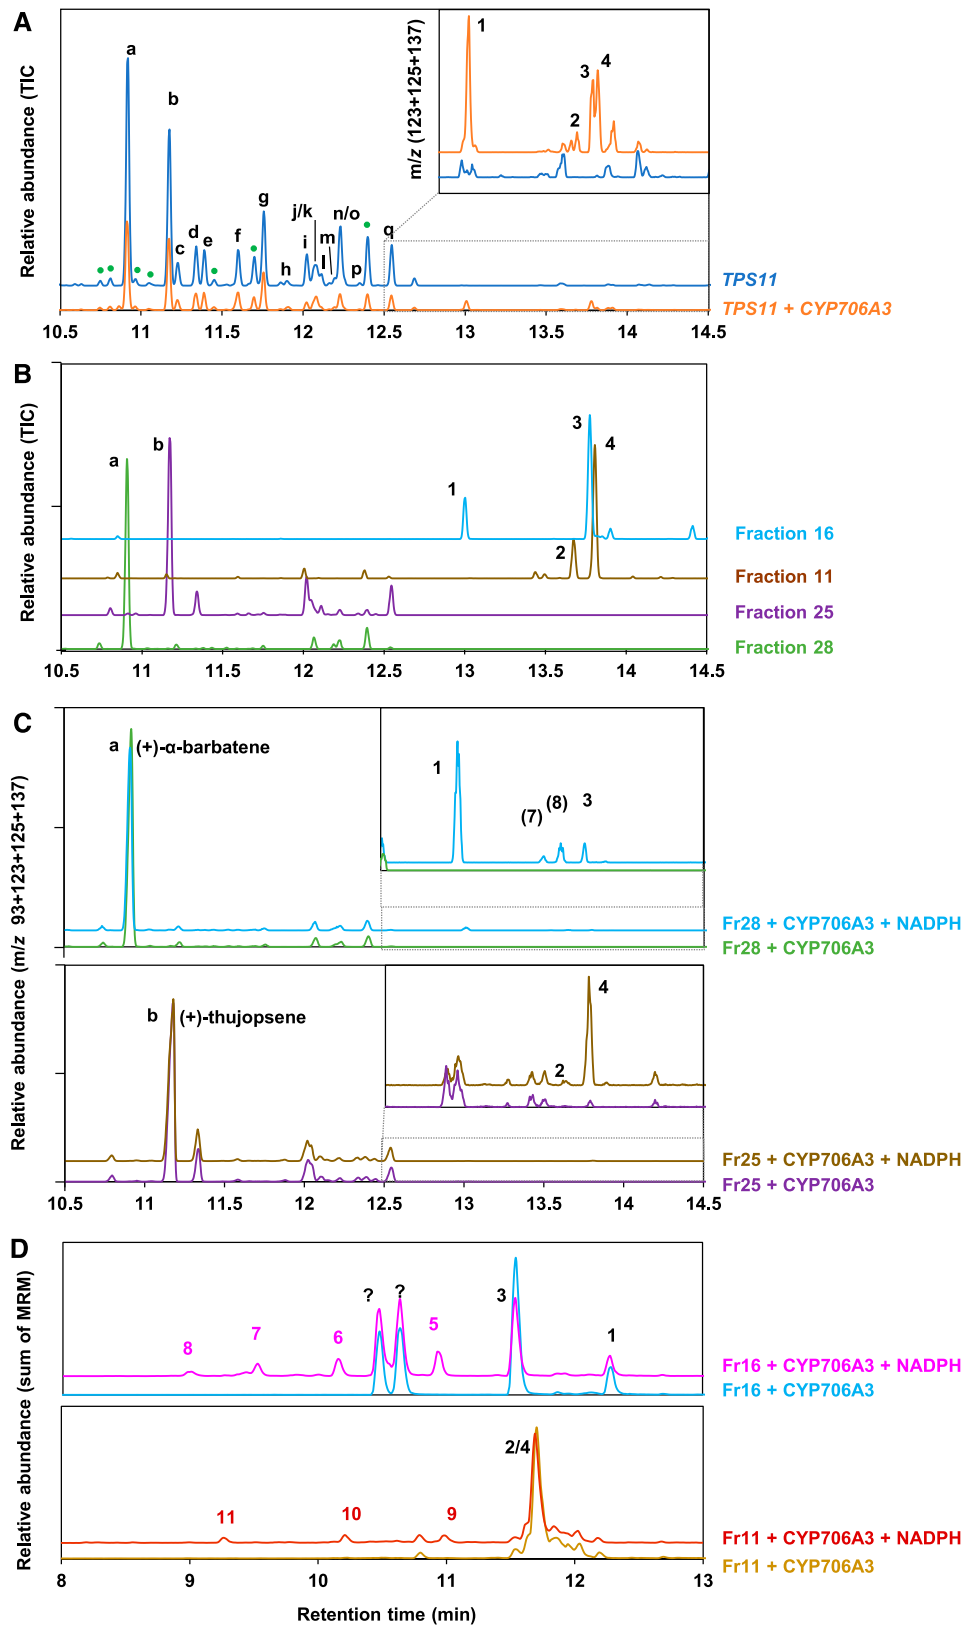 A
Relative abundance (TIC
a
b
c
d
e
f
g
h
i
j/k
l
m
n/o
p
q
m/z (123+125+137)
1
2
3
4
TPS11
TPS11 + CYP706A3
10.5 11 11.5 12 12.5 13 13.5 14 14.5
B
Relative abundance (TIC)
a
b
1
2
3
4
Fraction 16
Fraction 11
Fraction 25
Fraction 28
10.5 11 11.5 12 12.5 13 13.5 14 14.5
C
Relative abundance (m/z 93+123+125+137)
a (+)-α-barbatene
1
(7)
(8)
3
Fr28 + CYP706A3 + NADPH
Fr28 + CYP706A3
b (+)-thujopsene
2
4
Fr25 + CYP706A3 + NADPH
Fr25 + CYP706A3
10.5 11 11.5 12 12.5 13 13.5 14 14.5
D
Relative abundance (sum of MRM)
8
7
6
?
?
5
3
1
Fr16 + CYP706A3 + NADPH
Fr16 + CYP706A3
11
10
9
2/4
Fr11 + CYP706A3 + NADPH
Fr11 + CYP706A3
8 9 10 11 12 13
Retention time (min)